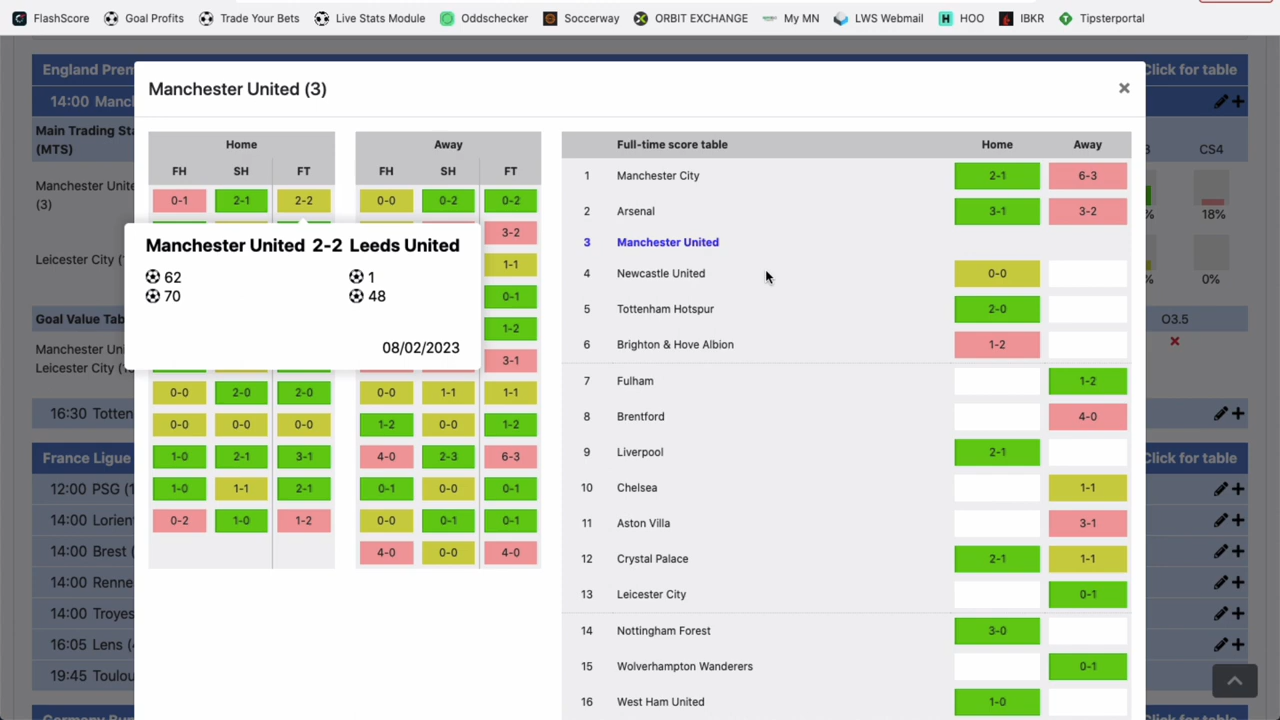 FlashScore Goal Profits Trade Your Bets Live Stats Module Oddschecker Soccerway ORBIT EXCHANGE My MN LWS Webmail HOO IBKR Tipsterportal
England Prem
Click for table
14:00 Manc
Main Trading Sta
(MTS)
CS4
Manchester Unite
(3)
%
18%
Leicester City (
%
0%
Goal Value Tab
O3.5
Manchester Uni
Leicester City (1
16:30 Totten
France Ligue
Click for table
12:00 PSG (1
14:00 Lorien
14:00 Brest (
14:00 Renne
14:00 Troyes
16:05 Lens (4
19:45 Toulou
Germany Bun
Click for table
Manchester United (3)
×
Home Away
FH SH FT FH SH FT
0-1 2-1 2-2 0-0 0-2 0-2
3-2
1-1
0-1
1-2
3-1
0-0 2-0 2-0 0-0 1-1 1-1
0-0 0-0 0-0 1-2 0-0 1-2
1-0 2-1 3-1 4-0 2-3 6-3
1-0 1-1 2-1 0-1 0-0 0-1
0-2 1-0 1-2 0-0 0-1 0-1
4-0 0-0 4-0
Manchester United 2-2 Leeds United
62 1
70 48
08/02/2023
Full-time score table Home Away
1 Manchester City 2-1 6-3
2 Arsenal 3-1 3-2
3 Manchester United
4 Newcastle United 0-0
5 Tottenham Hotspur 2-0
6 Brighton & Hove Albion 1-2
7 Fulham 1-2
8 Brentford 4-0
9 Liverpool 2-1
10 Chelsea 1-1
11 Aston Villa 3-1
12 Crystal Palace 2-1 1-1
13 Leicester City 0-1
14 Nottingham Forest 3-0
15 Wolverhampton Wanderers 0-1
16 West Ham United 1-0